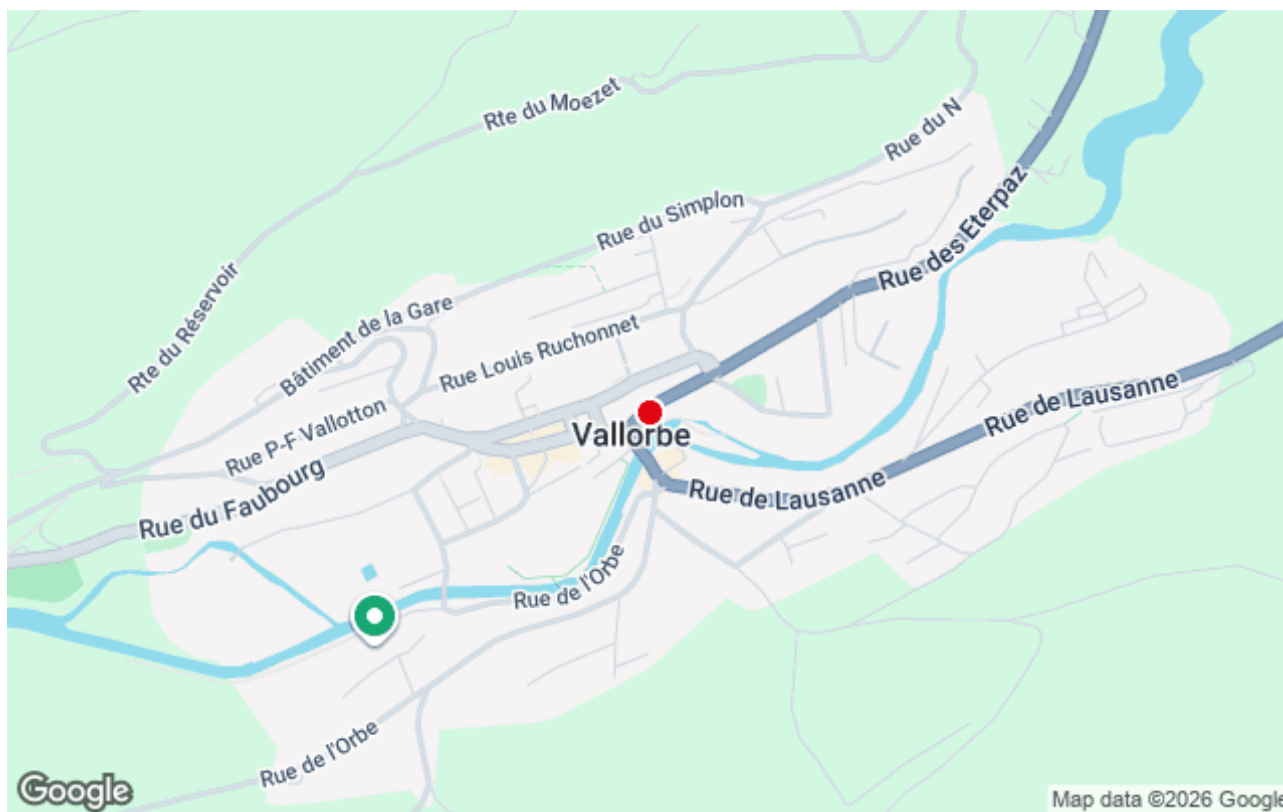 Rte du Moezet
Rue du N
Rue du Simplon
Rue des Eterpaz
Rte du Réservoir
Bâtiment de la Gare
Rue Louis Ruchonnet
Rue P-F Vallotton
Vallorbe
Rue de Lausanne
Rue du Faubourg
Rue de Lausanne
Rue de l'Orbe
Rue de l'Orbe
Google
Map data ©2026 Google